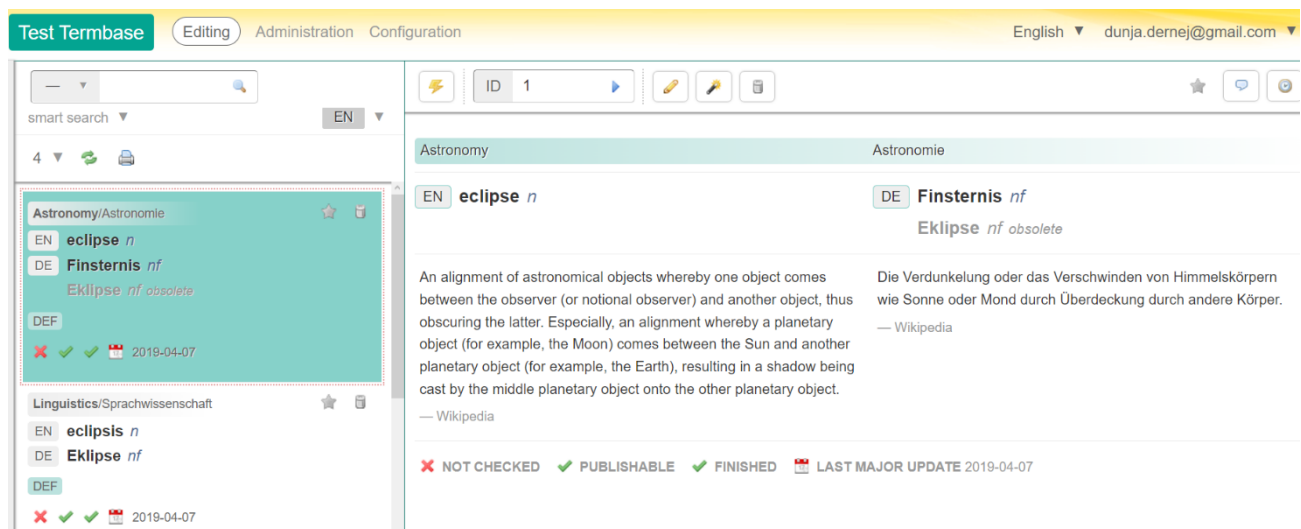 Test Termbase Editing Administration Configuration English ▼ dunja.dernej@gmail.com ▼
— ▼
smart search ▼ EN ▼
4 ▼
Astronomy/Astronomie
EN eclipse n
DE Finsternis nf
Eklipse nf obsolete
DEF
2019-04-07
Linguistics/Sprachwissenschaft
EN eclipsis n
DE Eklipse nf
DEF
2019-04-07
ID 1
Astronomy Astronomie
EN eclipse n
DE Finsternis nf
Eklipse nf obsolete
An alignment of astronomical objects whereby one object comes
between the observer (or notional observer) and another object, thus
obscuring the latter. Especially, an alignment whereby a planetary
object (for example, the Moon) comes between the Sun and another
planetary object (for example, the Earth), resulting in a shadow being
cast by the middle planetary object onto the other planetary object.
— Wikipedia
Die Verdunkelung oder das Verschwinden von Himmelskörpern
wie Sonne oder Mond durch Überdeckung durch andere Körper.
— Wikipedia
NOT CHECKED PUBLISHABLE FINISHED LAST MAJOR UPDATE 2019-04-07